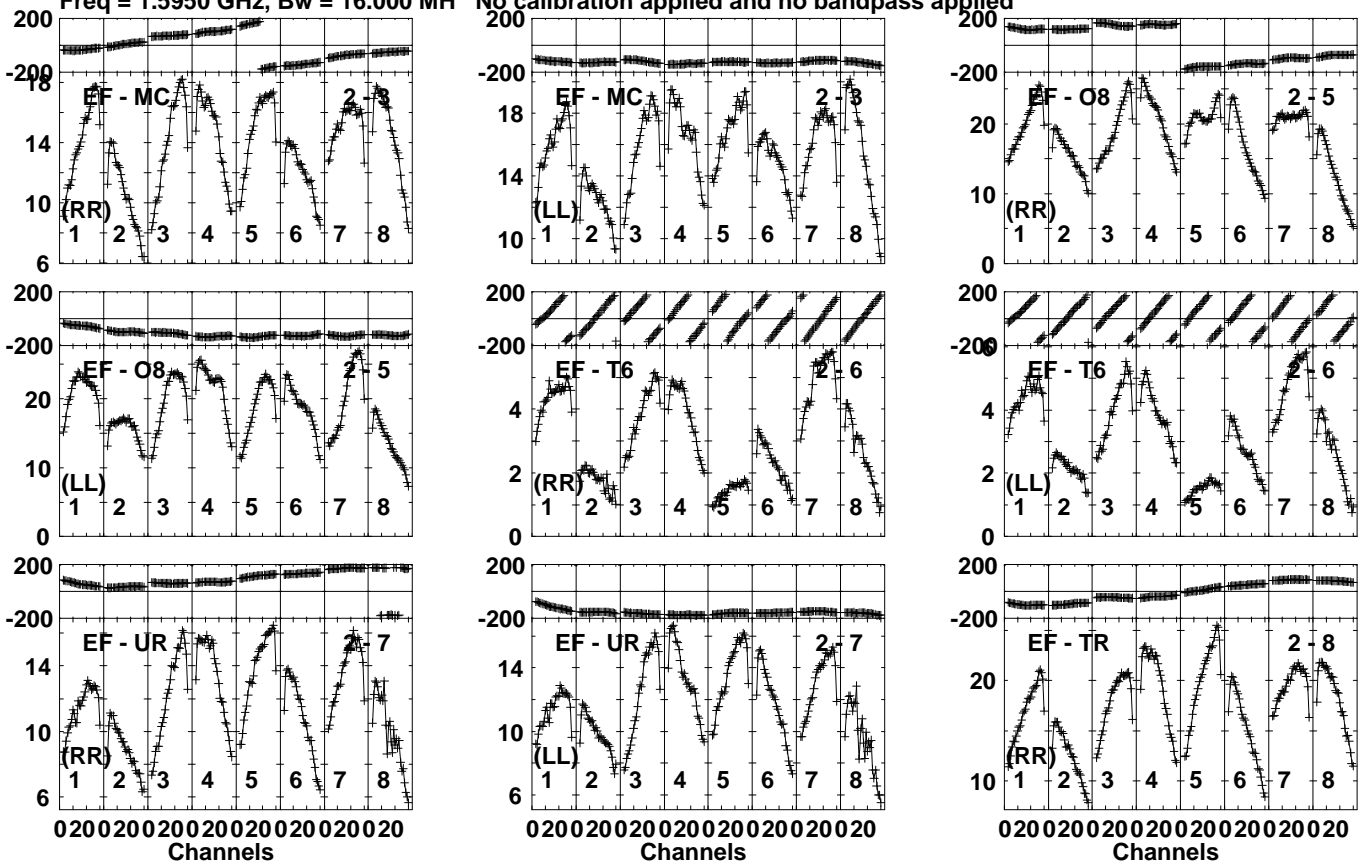 Freq = 1.5950 GHz, Bw = 16.000 MH No calibration applied and no bandpass applied
200
-200
18
14
10
6
EF - MC 2 - 3
(RR)
1 2 3 4 5 6 7 8
200
-200
18
14
10
EF - MC 2 - 3
(LL)
1 2 3 4 5 6 7 8
200
-200
20
10
0
EF - O8 2 - 5
(RR)
1 2 3 4 5 6 7 8
200
-200
20
10
0
EF - O8 2 - 5
(LL)
1 2 3 4 5 6 7 8
200
-200
4
2
0
EF - T6 2 - 6
(RR)
1 2 3 4 5 6 7 8
200
-200
6
4
2
0
EF - T6 2 - 6
(LL)
1 2 3 4 5 6 7 8
200
-200
14
10
6
EF - UR 2 - 7
(RR)
1 2 3 4 5 6 7 8
0 20 0 20 0 20 0 20 0 20 0 20 0 20 0 20
Channels
200
-200
14
10
6
EF - UR 2 - 7
(LL)
1 2 3 4 5 6 7 8
0 20 0 20 0 20 0 20 0 20 0 20 0 20 0 20
Channels
200
-200
20
10
EF - TR 2 - 8
(RR)
1 2 3 4 5 6 7 8
0 20 0 20 0 20 0 20 0 20 0 20 0 20 0 20
Channels